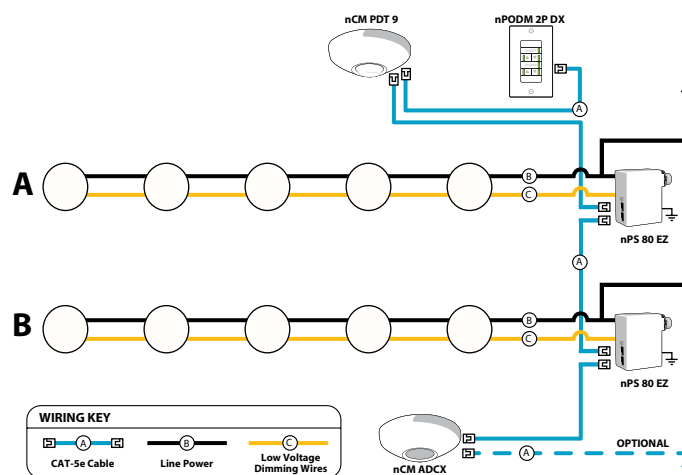 nCM PDT 9
nPODM 2P DX
A
A
B
C
nPS 80 EZ
A
B
B
C
nPS 80 EZ
WIRING KEY
A
B
C
CAT-5e Cable
Line Power
Low Voltage
Dimming Wires
nCM ADCX
OPTIONAL
A